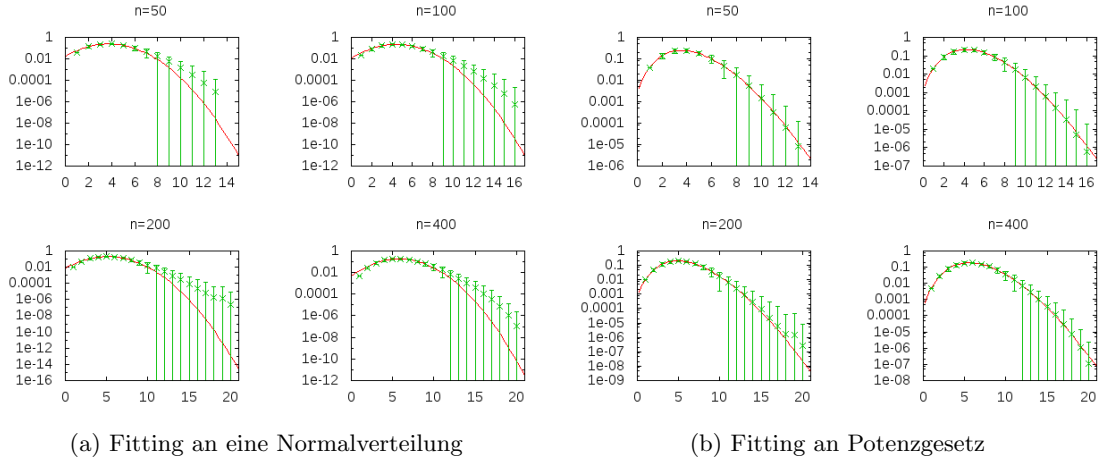 n=50
n=100
n=50
n=100
1
0.01
0.0001
1e-06
1e-08
1e-10
1e-12
0 2 4 6 8 10 12 14
1
0.01
0.0001
1e-06
1e-08
1e-10
1e-12
0 2 4 6 8 10 12 14 16
1
0.1
0.01
0.001
0.0001
1e-05
1e-06
0 2 4 6 8 10 12 14
1
0.1
0.01
0.001
0.0001
1e-05
1e-06
1e-07
0 2 4 6 8 10 12 14 16
n=200
n=400
n=200
n=400
1
0.01
0.0001
1e-06
1e-08
1e-10
1e-12
1e-14
1e-16
0 5 10 15 20
1
0.01
0.0001
1e-06
1e-08
1e-10
1e-12
0 5 10 15 20
1
0.1
0.01
0.001
0.0001
1e-05
1e-06
1e-07
1e-08
1e-09
0 5 10 15 20
1
0.1
0.01
0.001
0.0001
1e-05
1e-06
1e-07
1e-08
0 5 10 15 20
(a) Fitting an eine Normalverteilung
(b) Fitting an Potenzgesetz